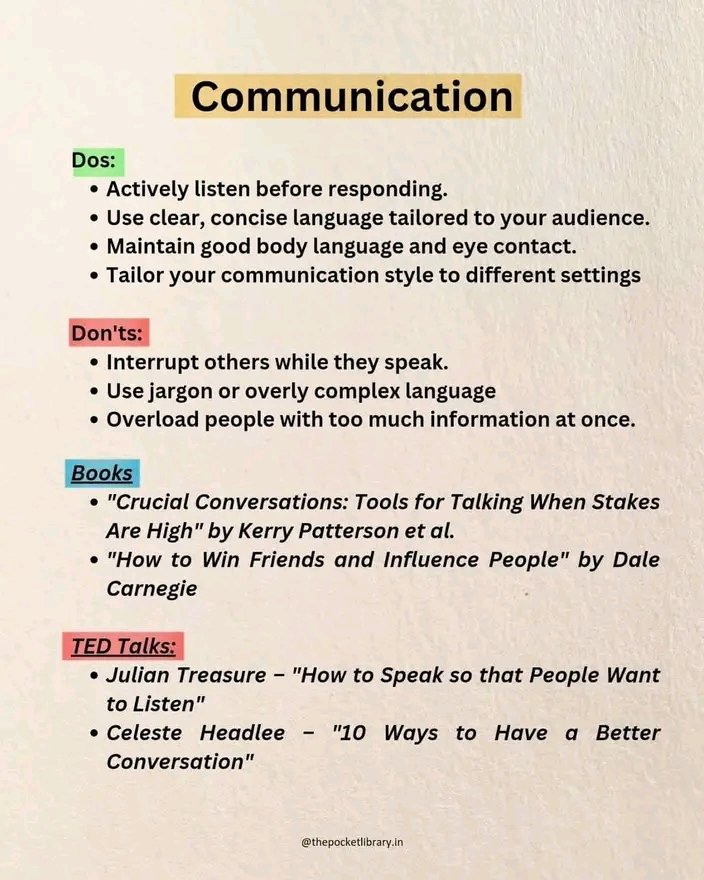 Communication
Dos:
• Actively listen before responding.
• Use clear, concise language tailored to your audience.
• Maintain good body language and eye contact.
• Tailor your communication style to different settings
Don'ts:
• Interrupt others while they speak.
• Use jargon or overly complex language
• Overload people with too much information at once.
Books
• "Crucial Conversations: Tools for Talking When Stakes
Are High" by Kerry Patterson et al.
• "How to Win Friends and Influence People" by Dale
Carnegie
TED Talks:
• Julian Treasure – "How to Speak so that People Want
to Listen"
• Celeste Headlee – "10 Ways to Have a Better
Conversation"
@thepocketlibrary.in